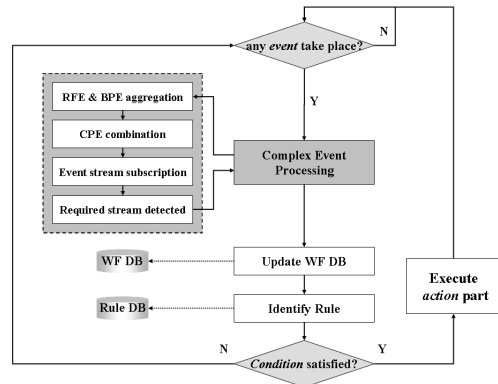 any event take place?
N
Y
RFE & BPE aggregation
CPE combination
Event stream subscription
Required stream detected
Complex Event
Processing
WF DB
Update WF DB
Rule DB
Identify Rule
Execute
action part
N
Condition satisfied?
Y